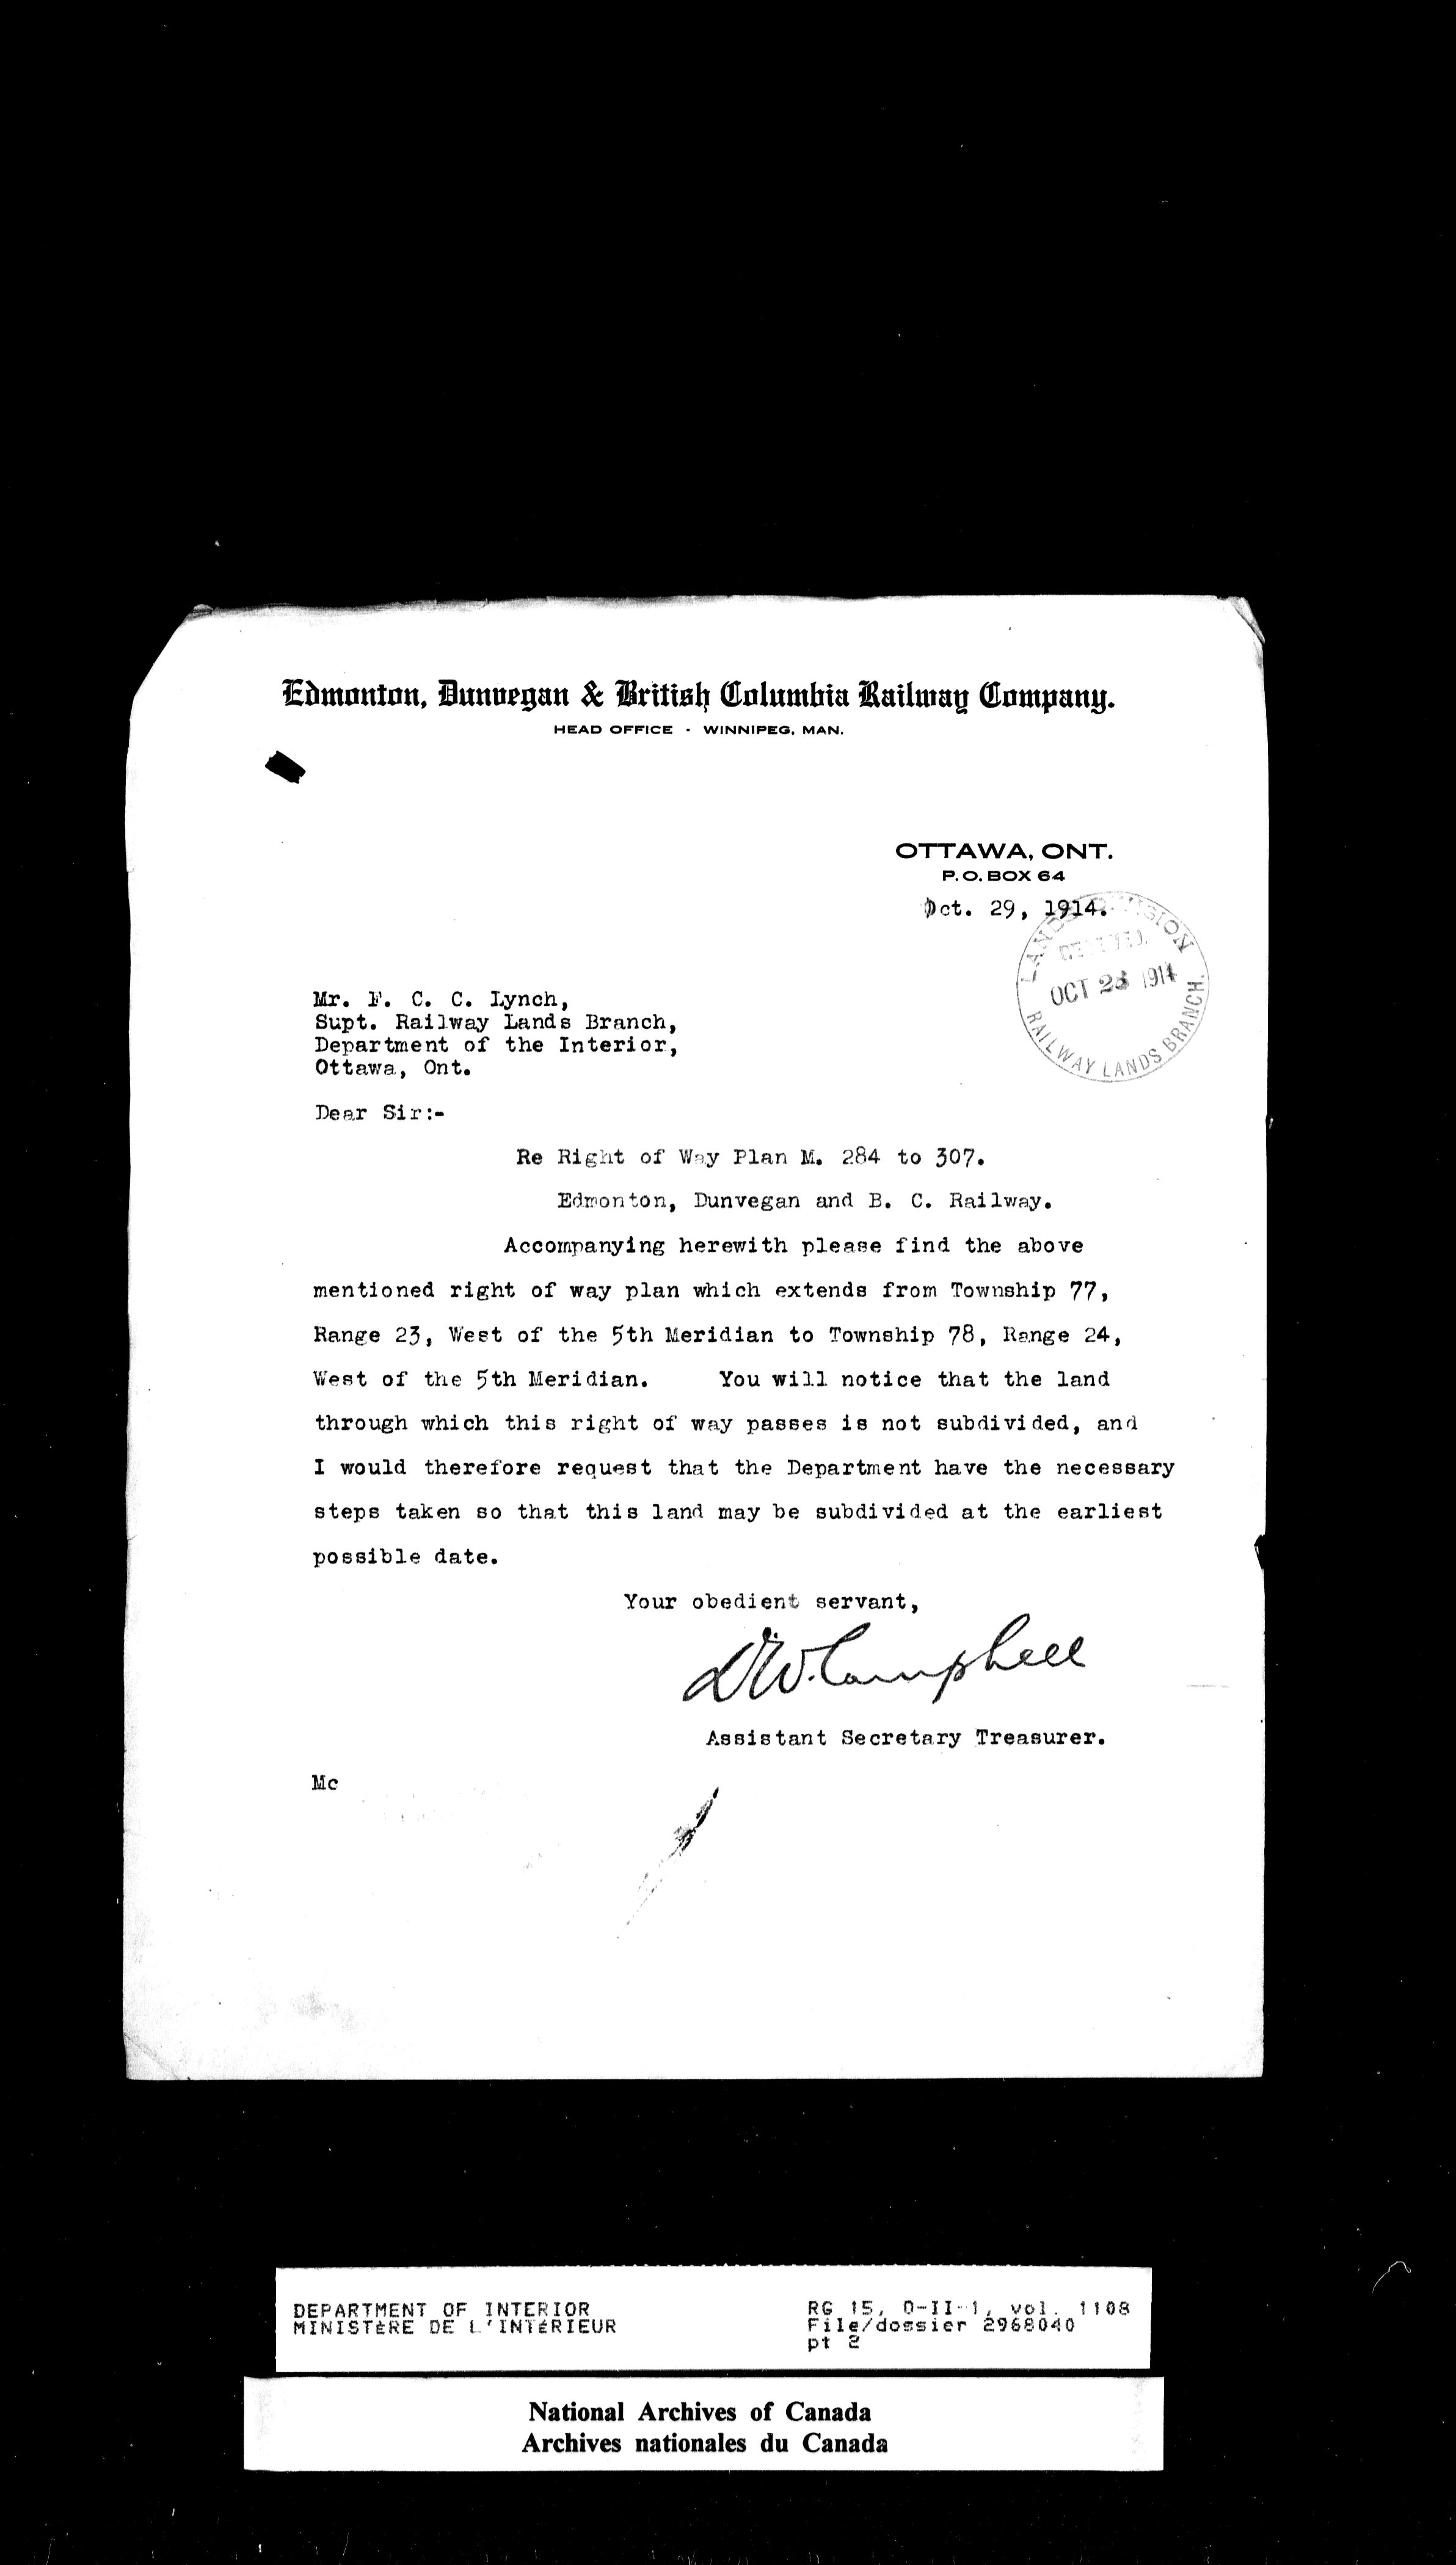 Edmonton, Dunvegan & British Columbia Railway Company.
HEAD OFFICE - WINNIPEG, MAN.
OTTAWA, ONT.
P. O. BOX 64
Oct. 29, 1914.
LANDS DIVISION
OCT 1914
RAILWAY LANDS BRANCH.
Mr. F. C. C. Lynch,
Supt. Railway Lands Branch,
Department of the Interior,
Ottawa, Ont.
Dear Sir:-
Re Right of Way Plan M. 284 to 307.
Edmonton, Dunvegan and B. C. Railway.
Accompanying herewith please find the above
mentioned right of way plan which extends from Township 77,
Range 23, West of the 5th Meridian to Township 78, Range 24,
West of the 5th Meridian. You will notice that the land
through which this right of way passes is not subdivided, and
I would therefore request that the Department have the necessary
steps taken so that this land may be subdivided at the earliest
possible date.
Your obedient servant,
D W. Campbell
Assistant Secretary Treasurer.
Mc
DEPARTMENT OF INTERIOR
MINISTÈRE DE L'INTÉRIEUR
RG 15, D-II-1, vol. 1108
File/dossier 2968040
pt 2
National Archives of Canada
Archives nationales du Canada